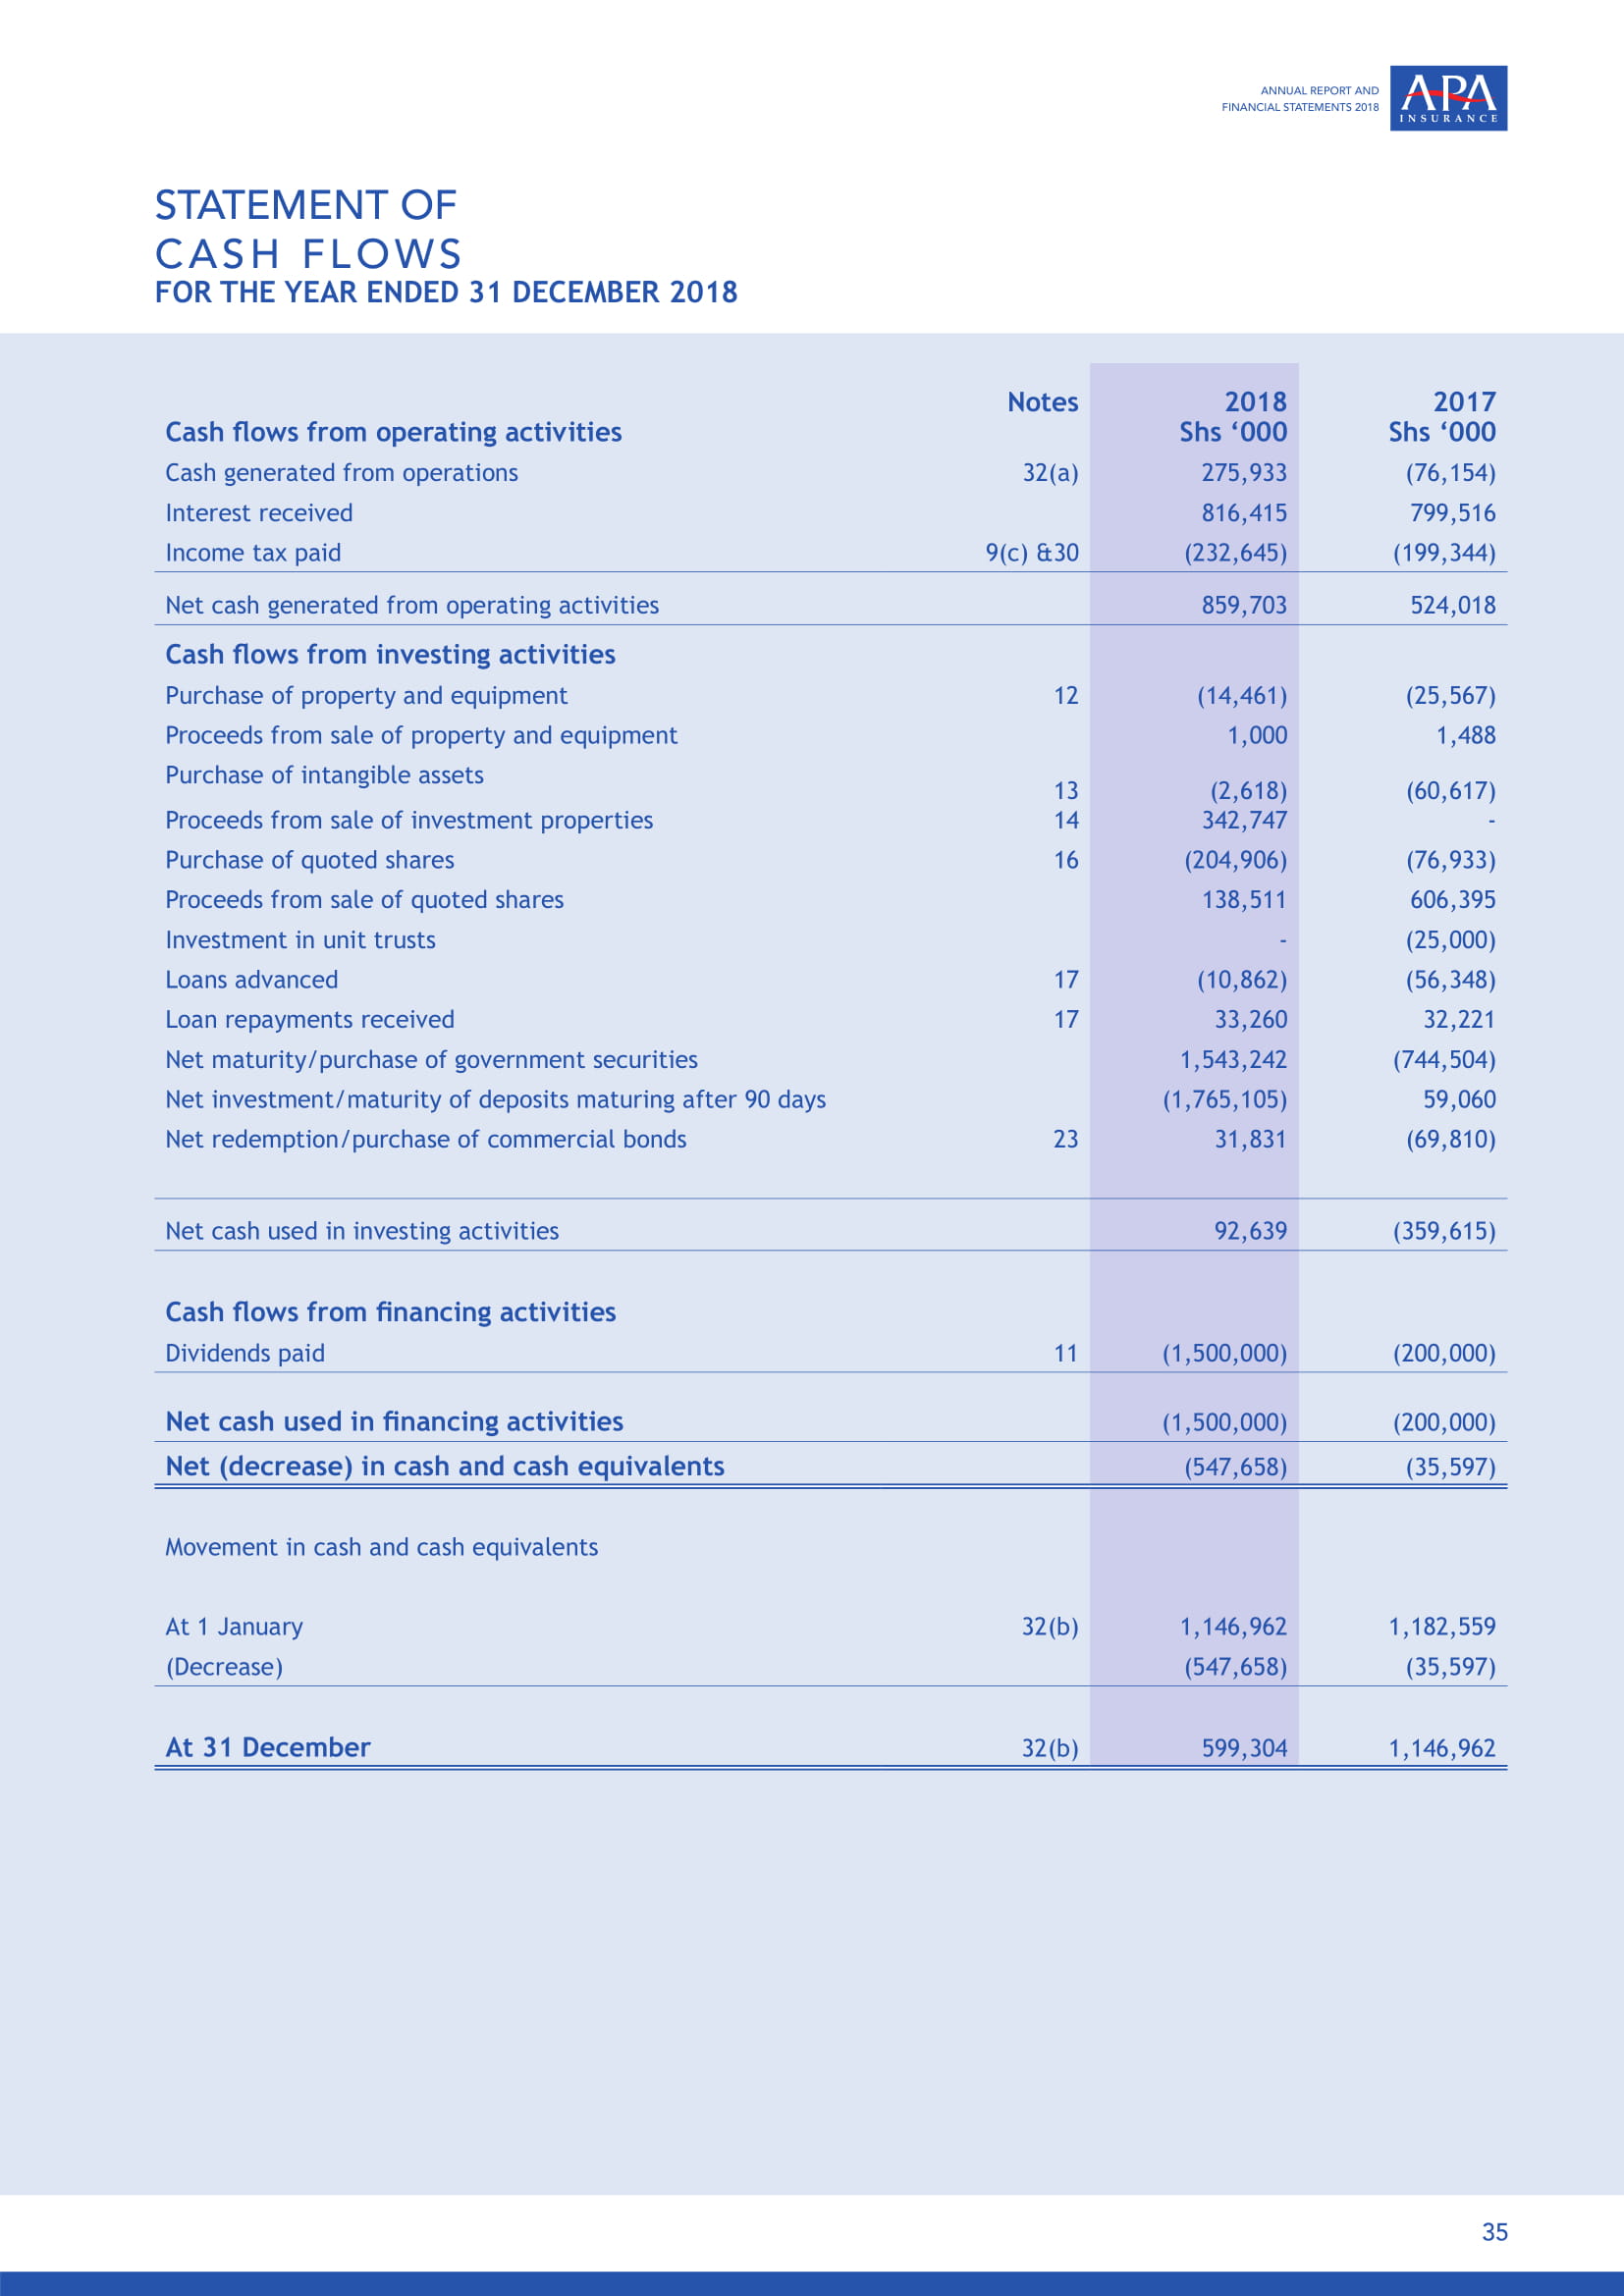 ANNUAL REPORT AND
FINANCIAL STATEMENTS 2018
APA
INSURANCE
STATEMENT OF
CASH FLOWS
FOR THE YEAR ENDED 31 DECEMBER 2018
Notes 2018 2017
Cash flows from operating activities Shs ‘000 Shs ‘000
Cash generated from operations 32(a) 275,933 (76,154)
Interest received 816,415 799,516
Income tax paid 9(c) &30 (232,645) (199,344)
Net cash generated from operating activities 859,703 524,018
Cash flows from investing activities
Purchase of property and equipment 12 (14,461) (25,567)
Proceeds from sale of property and equipment 1,000 1,488
Purchase of intangible assets 13 (2,618) (60,617)
Proceeds from sale of investment properties 14 342,747 -
Purchase of quoted shares 16 (204,906) (76,933)
Proceeds from sale of quoted shares 138,511 606,395
Investment in unit trusts - (25,000)
Loans advanced 17 (10,862) (56,348)
Loan repayments received 17 33,260 32,221
Net maturity/purchase of government securities 1,543,242 (744,504)
Net investment/maturity of deposits maturing after 90 days (1,765,105) 59,060
Net redemption/purchase of commercial bonds 23 31,831 (69,810)
Net cash used in investing activities 92,639 (359,615)
Cash flows from financing activities
Dividends paid 11 (1,500,000) (200,000)
Net cash used in financing activities (1,500,000) (200,000)
Net (decrease) in cash and cash equivalents (547,658) (35,597)
Movement in cash and cash equivalents
At 1 January 32(b) 1,146,962 1,182,559
(Decrease) (547,658) (35,597)
At 31 December 32(b) 599,304 1,146,962
35